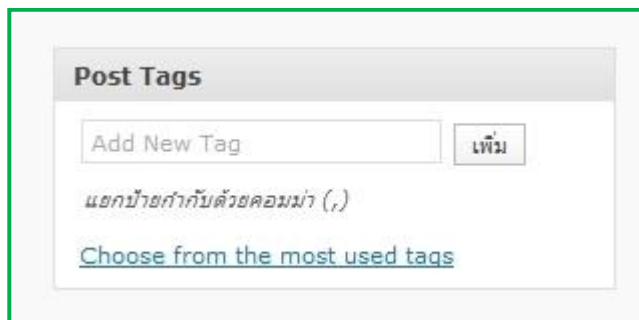 Post Tags
Add New Tag
เพิ่ม
แยกป้ายกำกับด้วยคอมม่า (,)
Choose from the most used tags